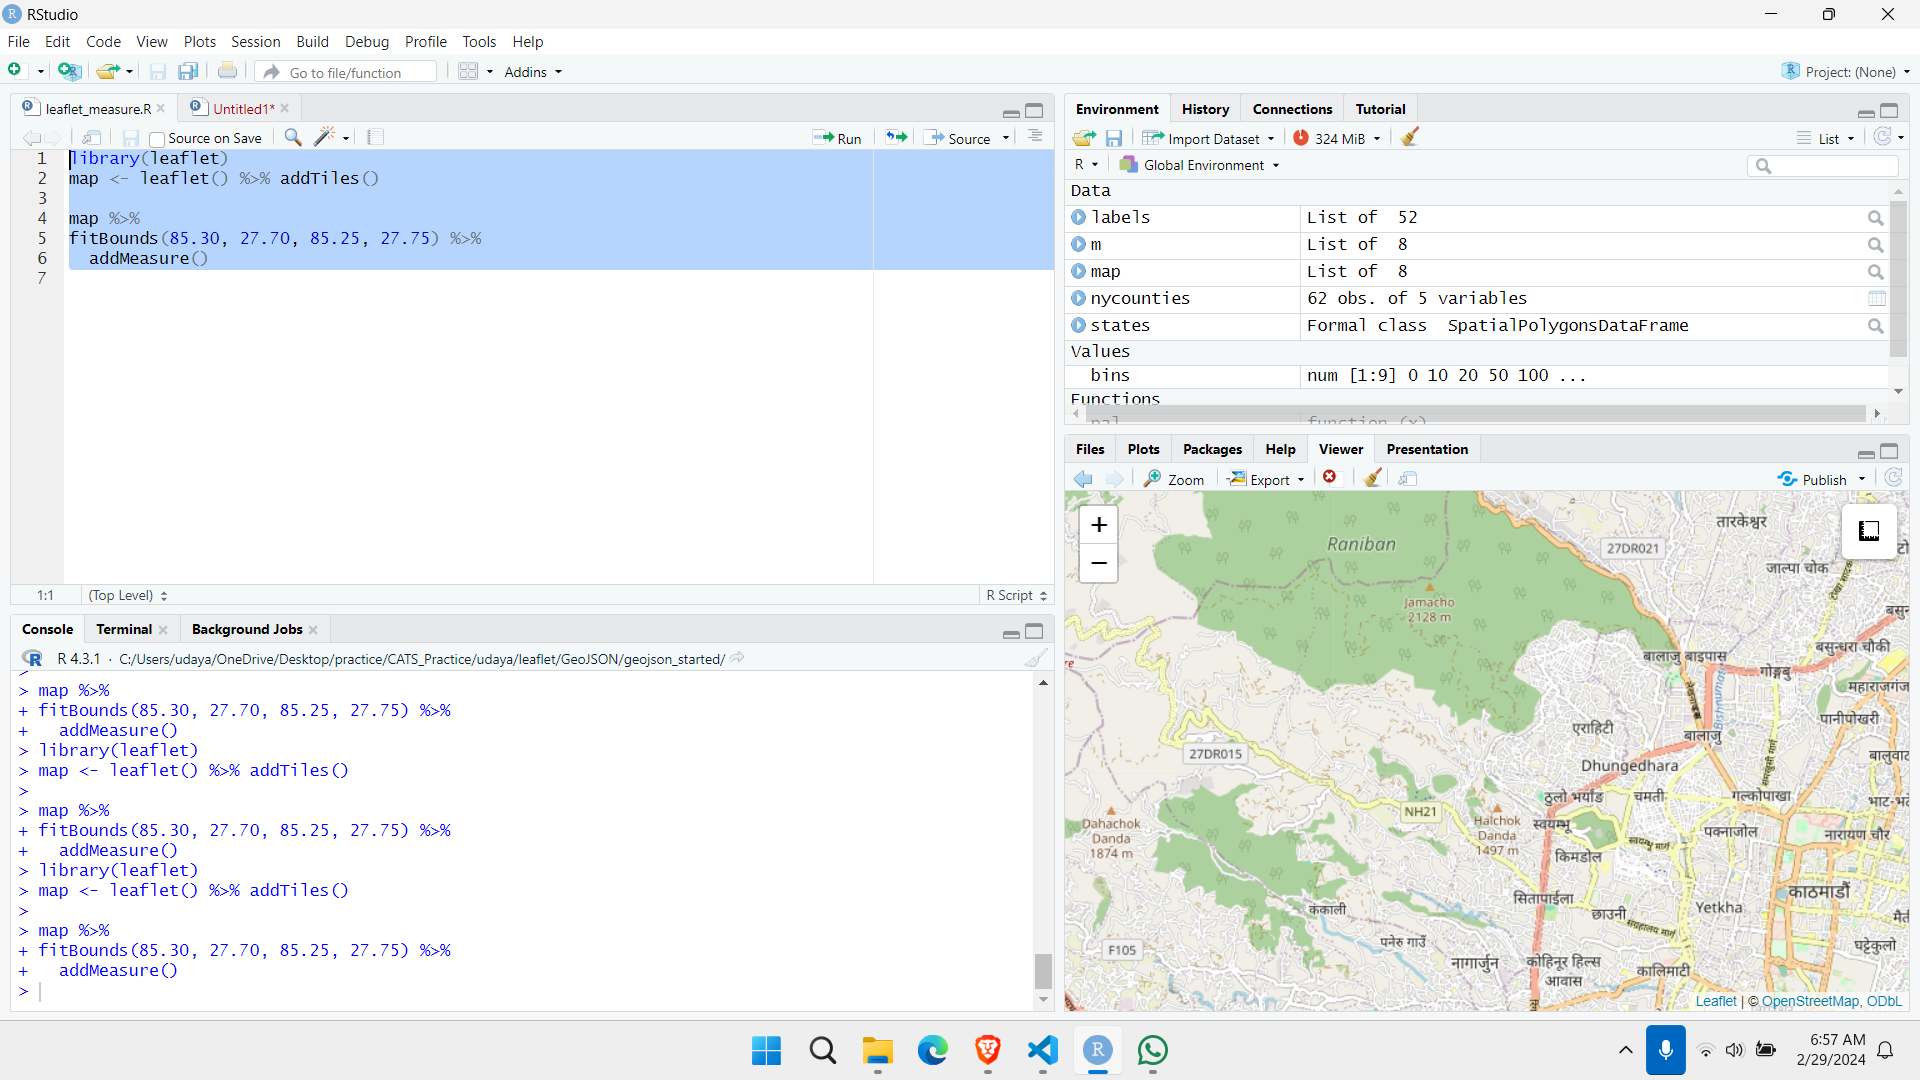 RStudio
File Edit Code View Plots Session Build Debug Profile Tools Help
Go to file/function Addins Project: (None)
leaflet_measure.R Untitled1*
Source on Save Run Source
1 library(leaflet)
2 map <- leaflet() %>% addTiles()
3
4 map %>%
5 fitBounds(85.30, 27.70, 85.25, 27.75) %>%
6 addMeasure()
7
1:1 (Top Level) R Script
Console Terminal Background Jobs
R 4.3.1 · C:/Users/udaya/OneDrive/Desktop/practice/CATS_Practice/udaya/leaflet/GeoJSON/geojson_started/
> map %>%
+ fitBounds(85.30, 27.70, 85.25, 27.75) %>%
+ addMeasure()
> library(leaflet)
> map <- leaflet() %>% addTiles()
>
> map %>%
+ fitBounds(85.30, 27.70, 85.25, 27.75) %>%
+ addMeasure()
> library(leaflet)
> map <- leaflet() %>% addTiles()
>
> map %>%
+ fitBounds(85.30, 27.70, 85.25, 27.75) %>%
+ addMeasure()
>
Environment History Connections Tutorial
Import Dataset 324 MiB List
R Global Environment
Data
labels List of 52
m List of 8
map List of 8
nycounties 62 obs. of 5 variables
states Formal class SpatialPolygonsDataFrame
Values
bins num [1:9] 0 10 20 50 100 ...
Functions
pal function (x)
Files Plots Packages Help Viewer Presentation
Zoom Export Publish
+
−
तारकेश्वर
Raniban
27DR021
जाल्पा चोक
Jamacho
2128 m
बसुन्धरा चौकी
बालाजु बाइपास
गोङ्गबु
Bishnumati
पानीपोखरी
एराहिटी
बालाजु
27DR015
Dhungedhara
ठुलो भर्याङ
चमती
गल्कोपाखा
NH21
Halchok
Danda
1497 m
Dahachok
Danda
1874 m
स्वयम्भू
पक्नाजोल
नारायण चौर
किमडोल
सितापाईला
काठमाडौं
छाउनी
Yetkha
कंकाली
F105
पनेरु गाउँ
नागार्जुन
कोहिनूर हिल्स
आवास
कालिमाटी
घट्टेकुलो
Leaflet | © OpenStreetMap, ODbL
6:57 AM
2/29/2024